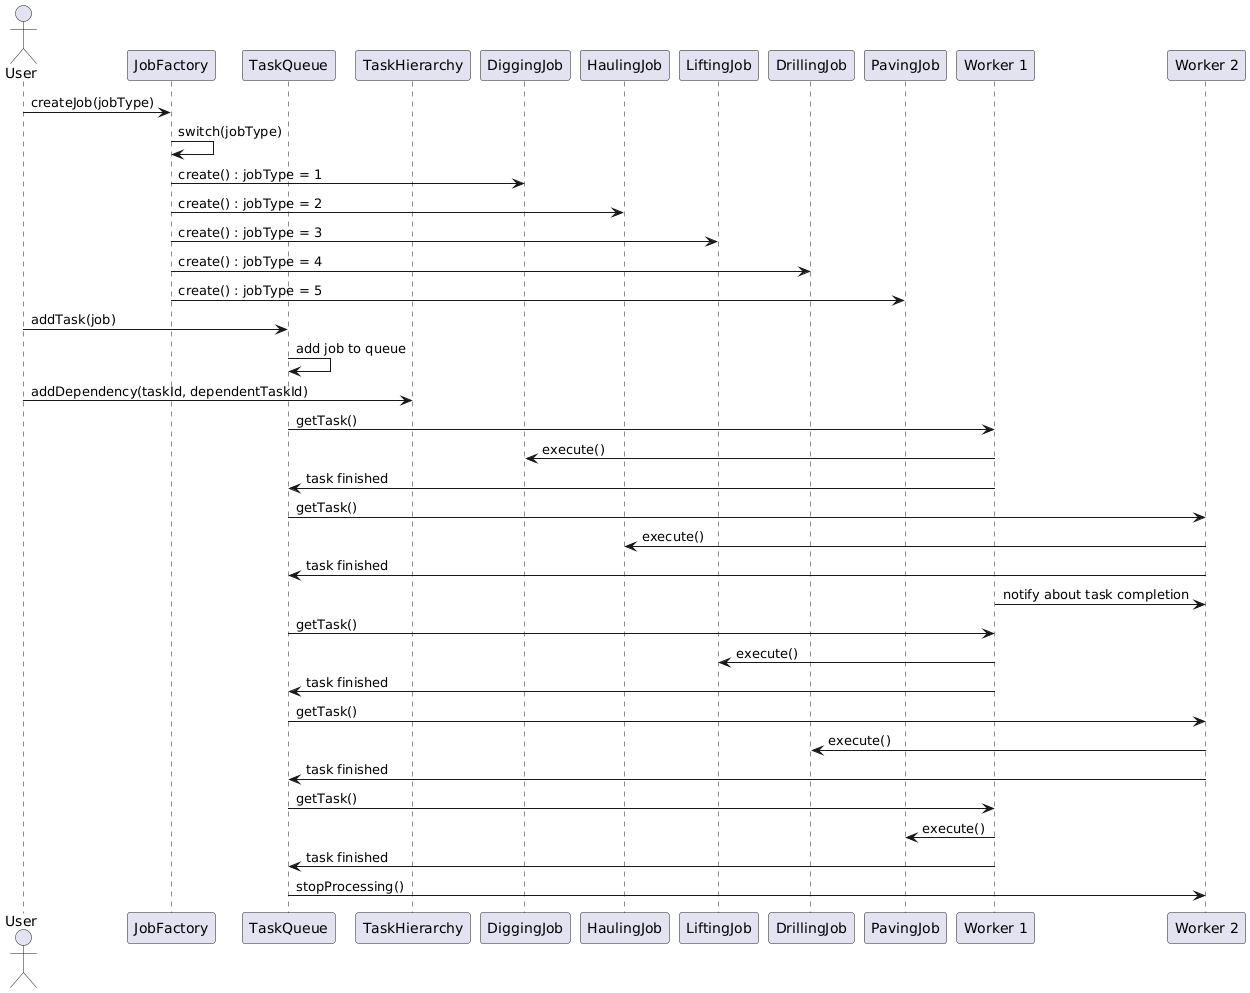 User
JobFactory
TaskQueue
TaskHierarchy
DiggingJob
HaulingJob
LiftingJob
DrillingJob
PavingJob
Worker 1
Worker 2
createJob(jobType)
switch(jobType)
create() : jobType = 1
create() : jobType = 2
create() : jobType = 3
create() : jobType = 4
create() : jobType = 5
addTask(job)
add job to queue
addDependency(taskId, dependentTaskId)
getTask()
execute()
task finished
getTask()
execute()
task finished
notify about task completion
getTask()
execute()
task finished
getTask()
execute()
task finished
getTask()
execute()
task finished
stopProcessing()
User
JobFactory
TaskQueue
TaskHierarchy
DiggingJob
HaulingJob
LiftingJob
DrillingJob
PavingJob
Worker 1
Worker 2